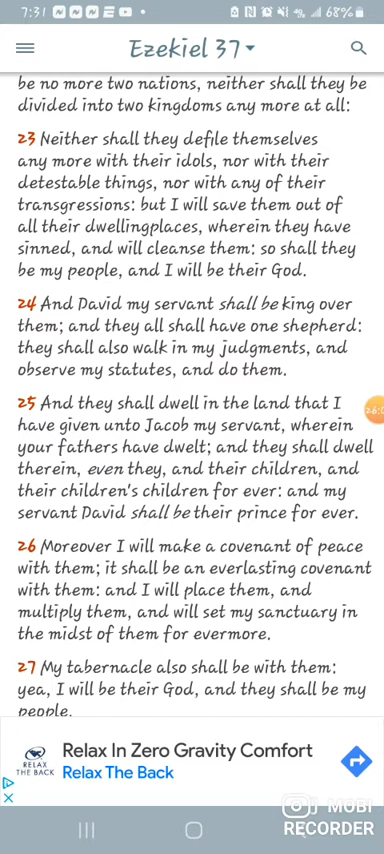 7:31
68%
Ezekiel 37
be no more two nations, neither shall they be
divided into two kingdoms any more at all:
23 Neither shall they defile themselves
any more with their idols, nor with their
detestable things, nor with any of their
transgressions: but I will save them out of
all their dwellingplaces, wherein they have
sinned, and will cleanse them: so shall they
be my people, and I will be their God.
24 And David my servant shall be king over
them; and they all shall have one shepherd:
they shall also walk in my judgments, and
observe my statutes, and do them.
25 And they shall dwell in the land that I
have given unto Jacob my servant, wherein
your fathers have dwelt; and they shall dwell
therein, even they, and their children, and
their children's children for ever: and my
servant David shall be their prince for ever.
26 Moreover I will make a covenant of peace
with them; it shall be an everlasting covenant
with them: and I will place them, and
multiply them, and will set my sanctuary in
the midst of them for evermore.
27 My tabernacle also shall be with them:
yea, I will be their God, and they shall be my
people.
RELAX
THE BACK
Relax In Zero Gravity Comfort
Relax The Back
MOBI
RECORDER